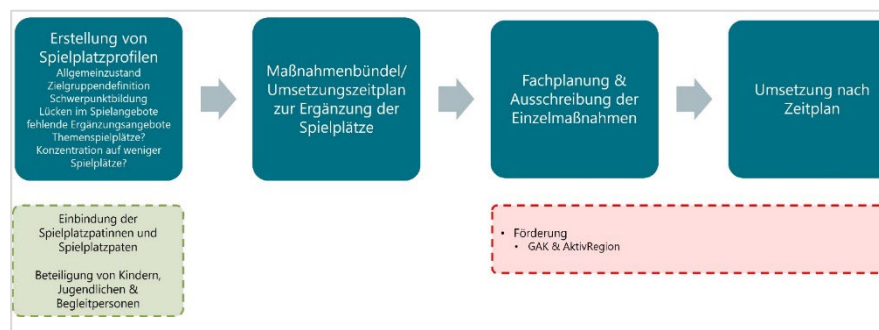 Erstellung von
Spielplatzprofilen
Allgemeinzustand
Zielgruppendefinition
Schwerpunktbildung
Lücken im Spielangebote
fehlende Ergänzungsangebote
Themenspielplätze?
Konzentration auf weniger
Spielplätze?
Maßnahmenbündel/
Umsetzungszeitplan
zur Ergänzung der
Spielplätze
Fachplanung &
Ausschreibung der
Einzelmaßnahmen
Umsetzung nach
Zeitplan
Einbindung der
Spielplatzpatinnen und
Spielplatzpaten
Beteiligung von Kindern,
Jugendlichen &
Begleitpersonen
• Förderung
• GAK & AktivRegion